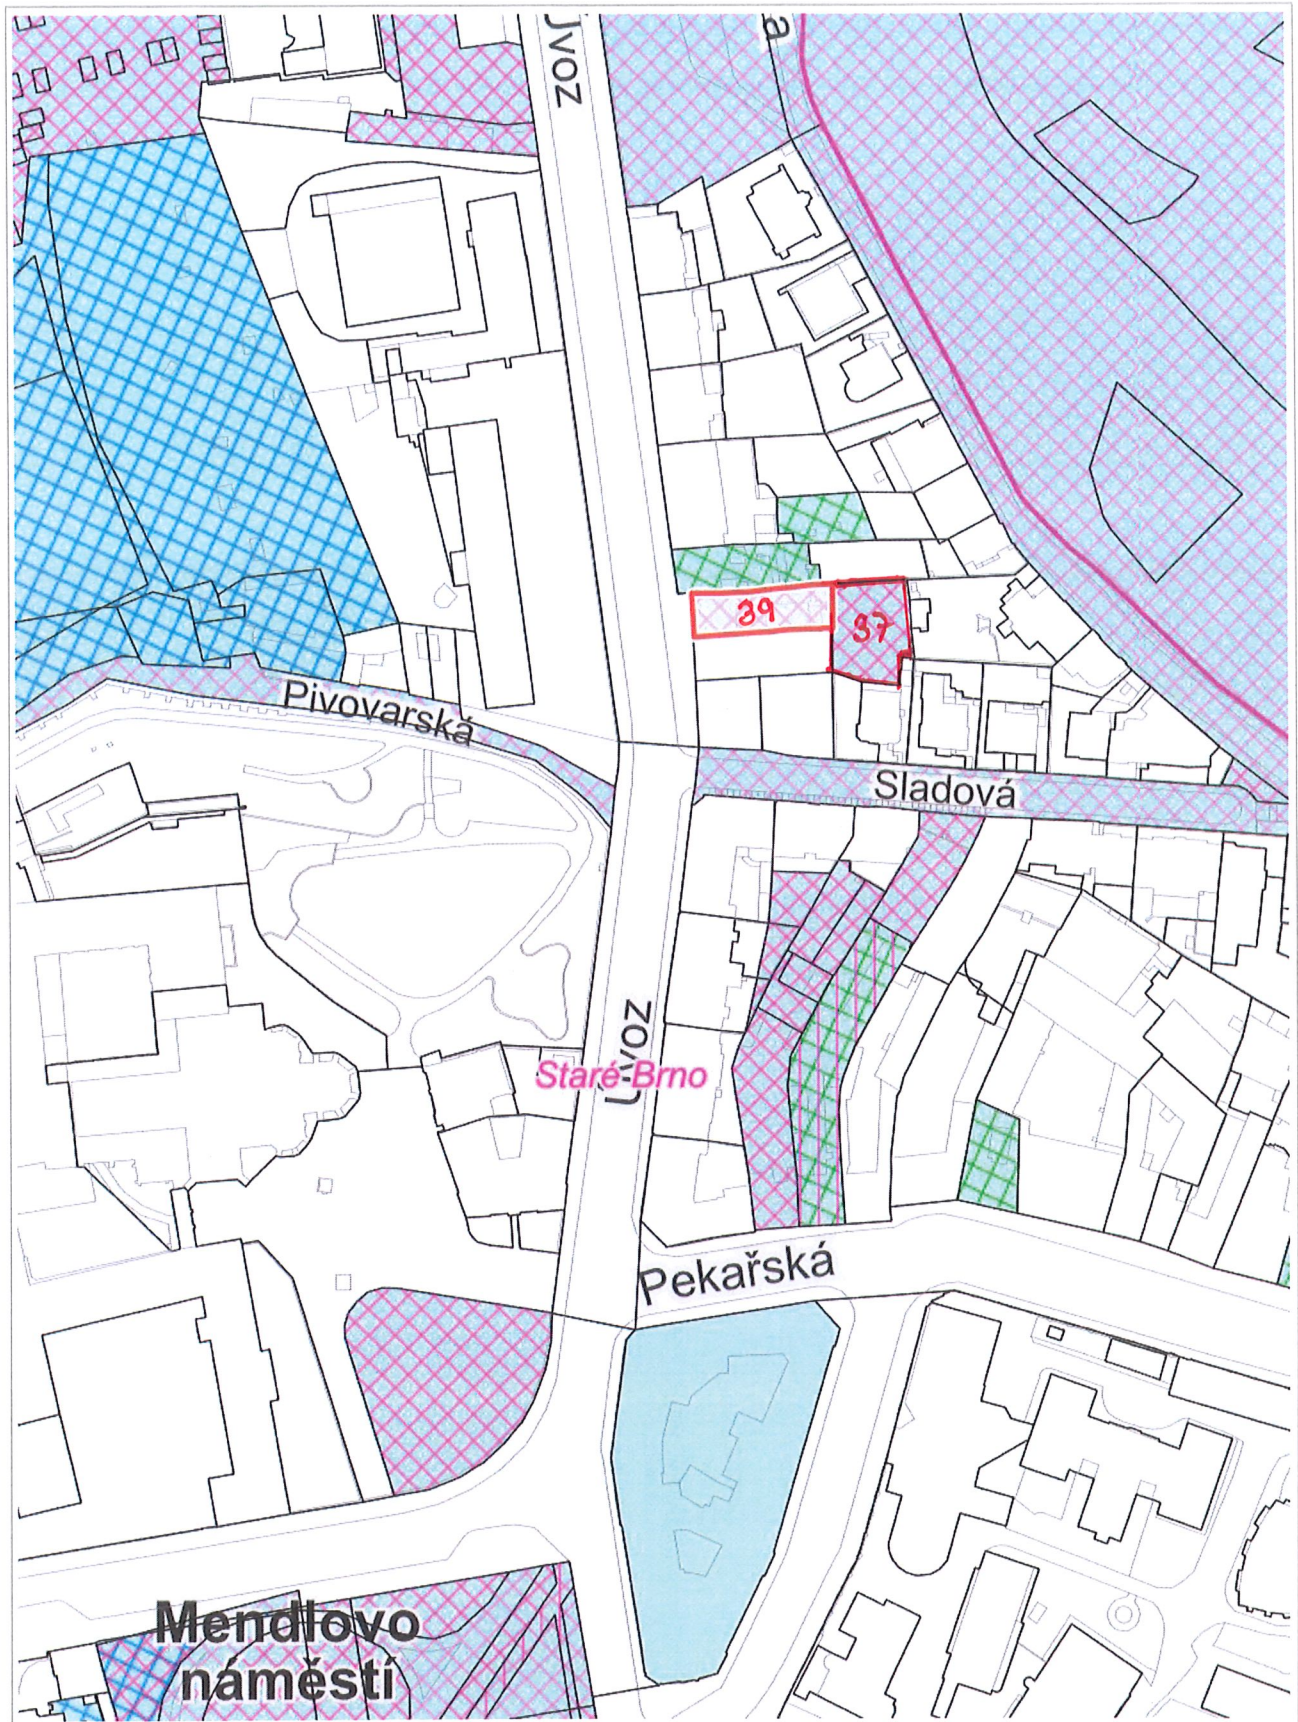 Úvoz
a
39
37
Pivovarská
Sladová
Úvoz
Staré Brno
Pekařská
Mendlovo
náměstí